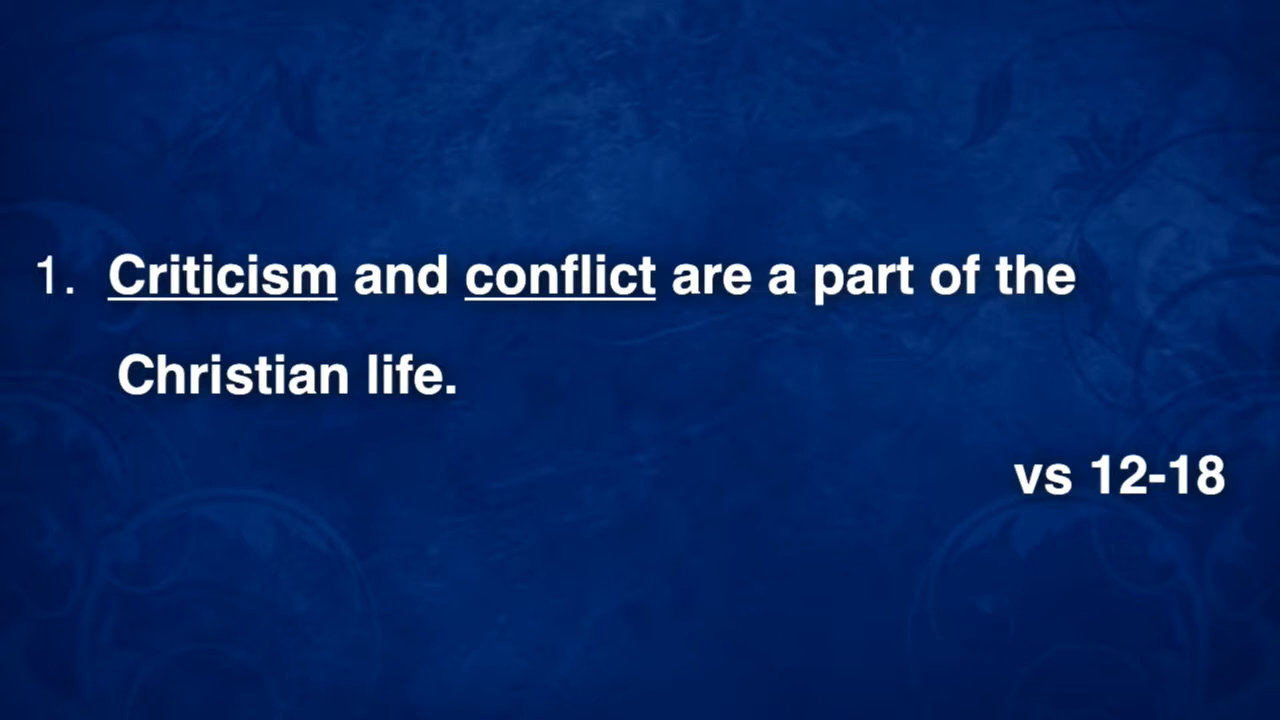 1. Criticism and conflict are a part of the
Christian life.
vs 12-18